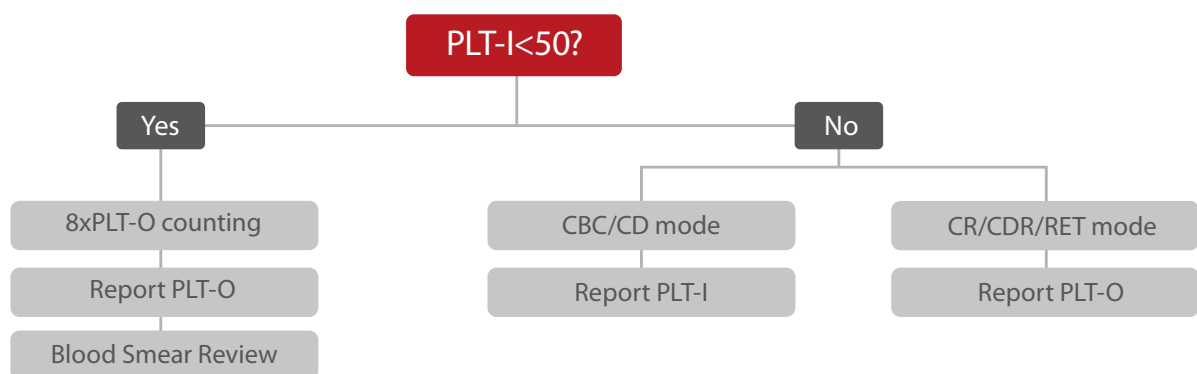 PLT-I<50?
Yes
No
8xPLT-O counting
CBC/CD mode
CR/CDR/RET mode
Report PLT-O
Report PLT-I
Report PLT-O
Blood Smear Review